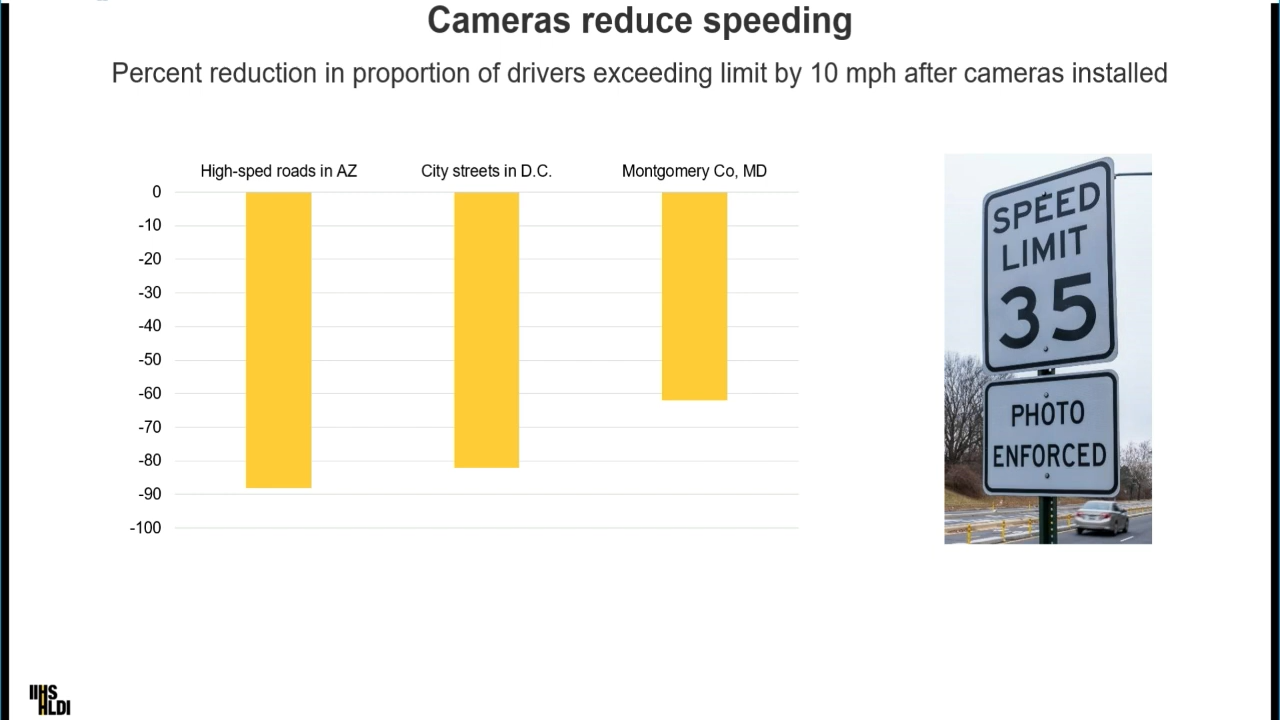 Cameras reduce speeding
Percent reduction in proportion of drivers exceeding limit by 10 mph after cameras installed
High-sped roads in AZ
City streets in D.C.
Montgomery Co, MD
0
-10
-20
-30
-40
-50
-60
-70
-80
-90
-100
SPEED
LIMIT
35
PHOTO
ENFORCED
IIHS
HLDI